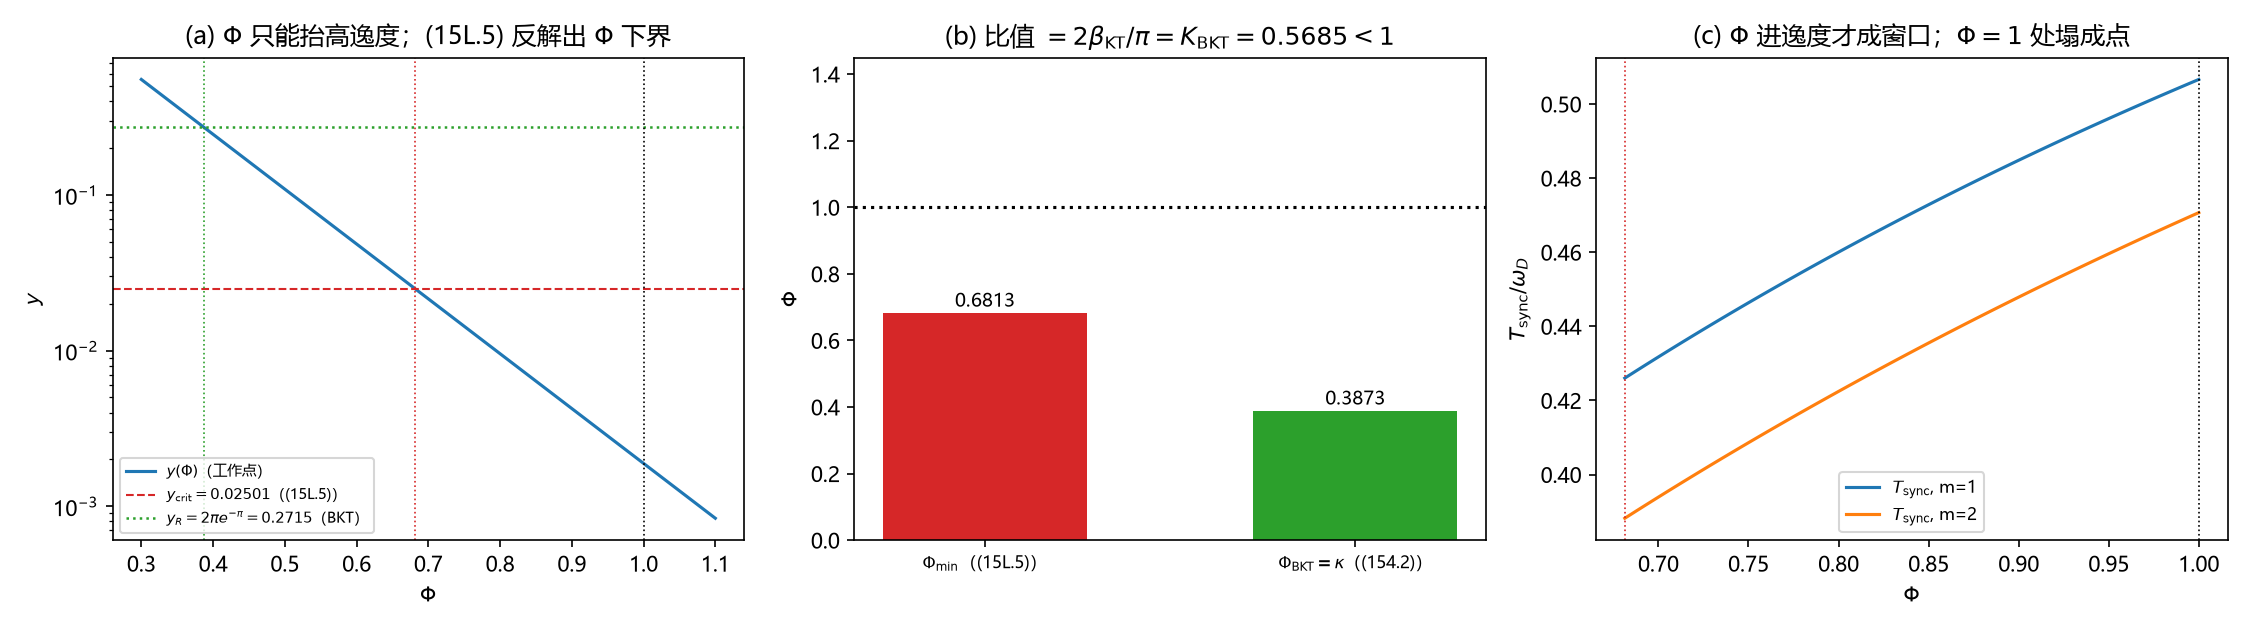 (a) Φ 只能抬高逸度；(15L.5) 反解出 Φ 下界
y
10⁻¹
10⁻²
10⁻³
y(Φ)（工作点）
y_crit = 0.02501（(15L.5)）
y_R = 2πe^{−π} = 0.2715（BKT）
0.3 0.4 0.5 0.6 0.7 0.8 0.9 1.0 1.1
Φ
(b) 比值 = 2β_KT/π = K_BKT = 0.5685 < 1
Φ
1.4
1.2
1.0
0.8
0.6
0.4
0.2
0.0
0.6813
0.3873
Φ_min（(15L.5)）
Φ_BKT = κ（(154.2)）
(c) Φ 进逸度才成窗口；Φ = 1 处塌成点
T_sync/ω_D
0.50
0.48
0.46
0.44
0.42
0.40
T_sync, m=1
T_sync, m=2
0.70 0.75 0.80 0.85 0.90 0.95 1.00
Φ